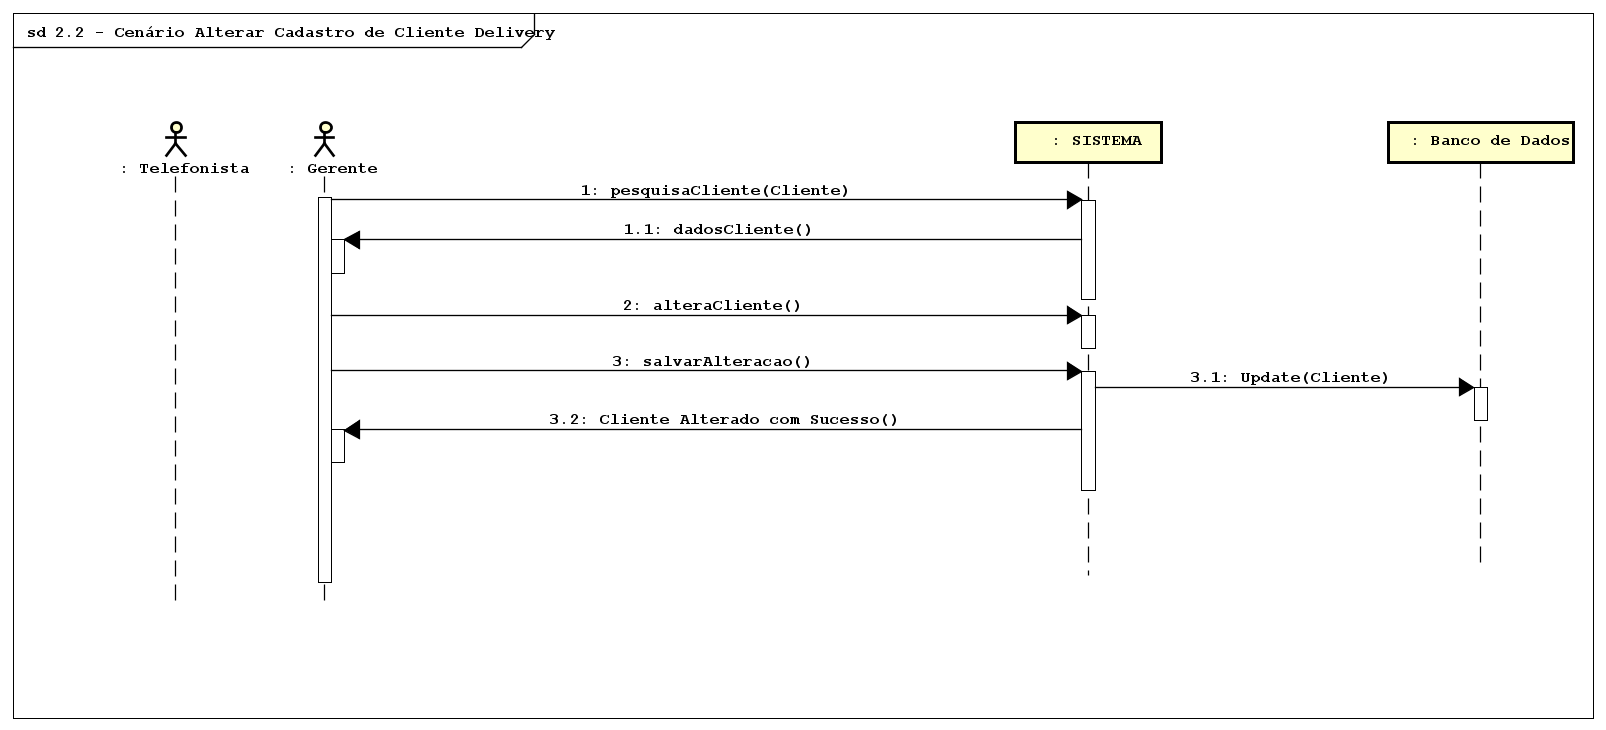 sd 2.2 - Cenário Alterar Cadastro de Cliente Delivery
: Telefonista
: Gerente
: SISTEMA
: Banco de Dados
1: pesquisaCliente(Cliente)
1.1: dadosCliente()
2: alteraCliente()
3: salvarAlteracao()
3.1: Update(Cliente)
3.2: Cliente Alterado com Sucesso()